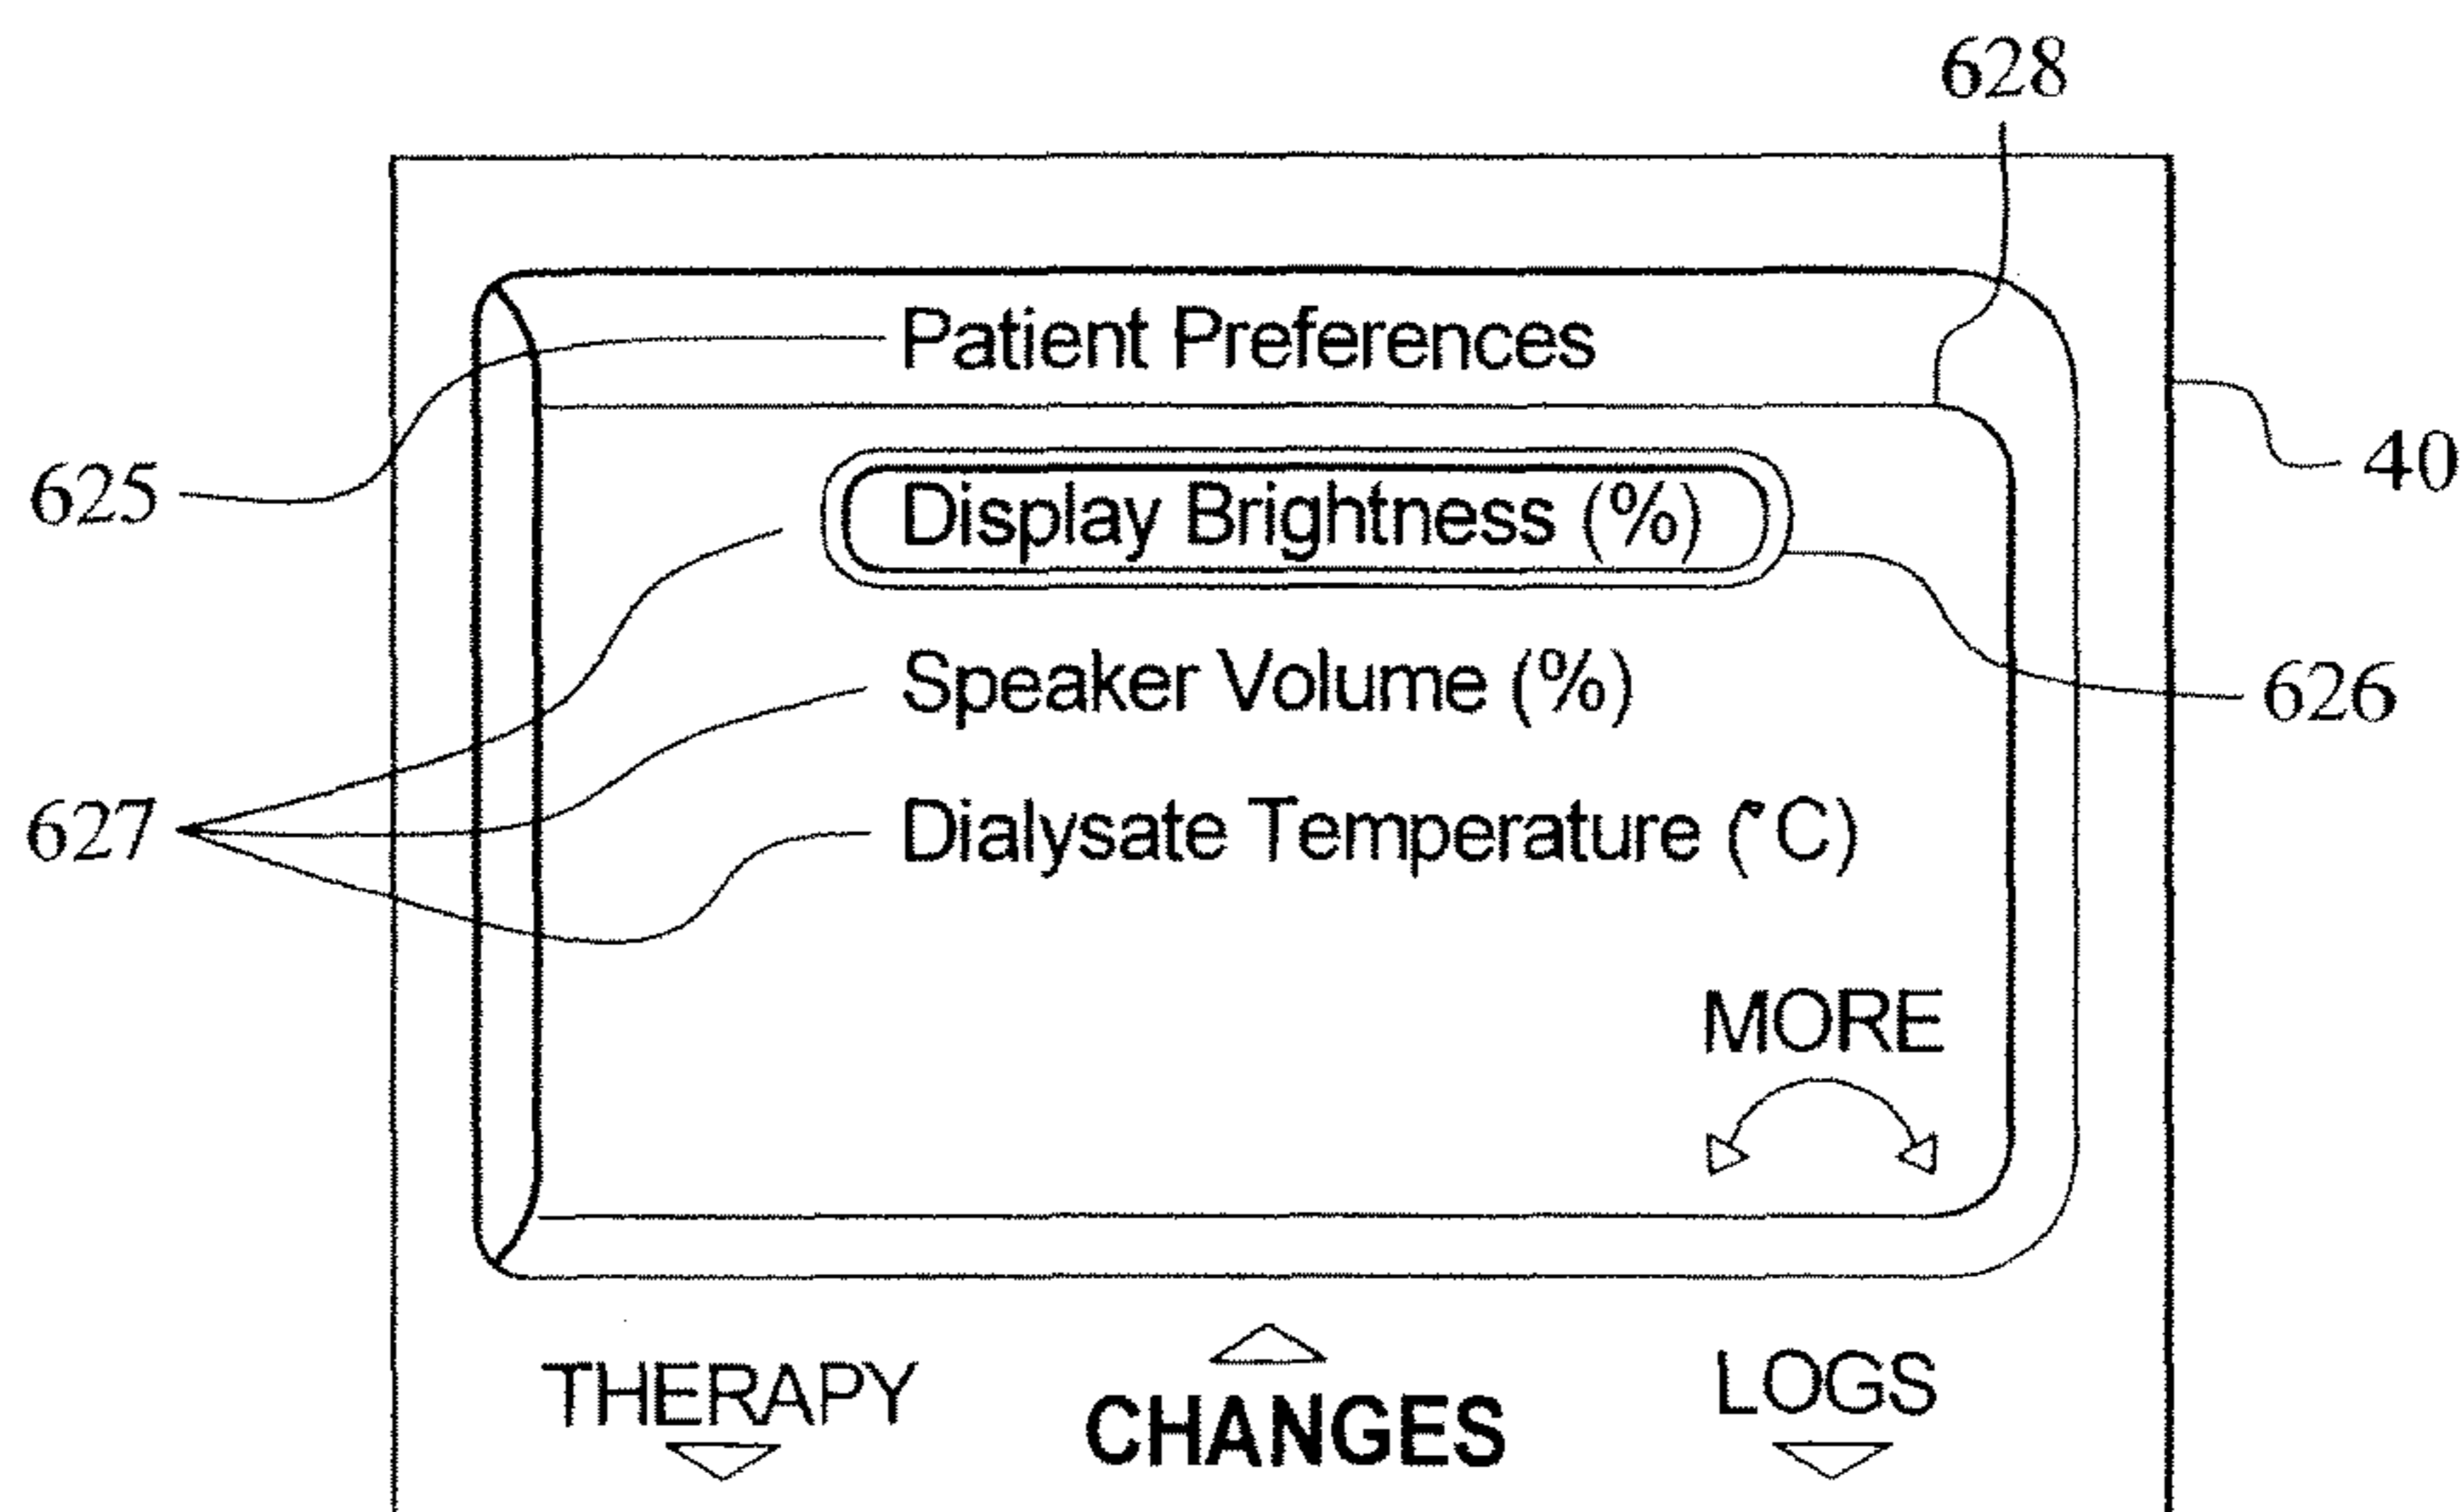 628
Patient Preferences
40
625
Display Brightness (%)
626
Speaker Volume (%)
627
Dialysate Temperature (°C)
MORE
THERAPY
CHANGES
LOGS